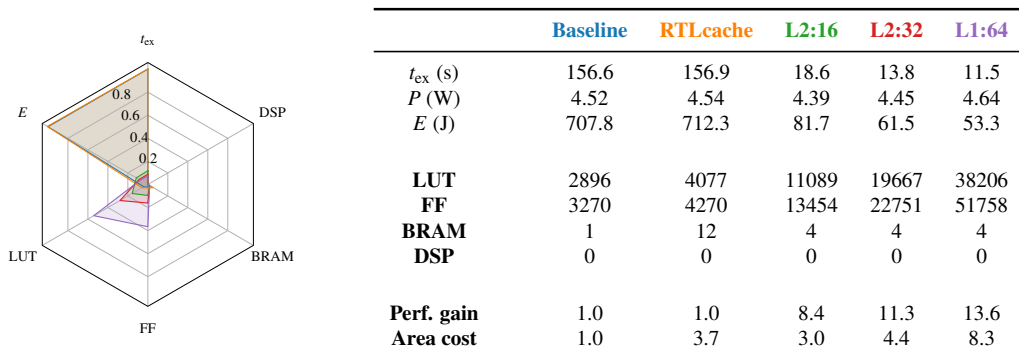 t_ex
0.8
0.6
0.4
0.2
E
DSP
LUT
BRAM
FF
Baseline RTLcache L2:16 L2:32 L1:64
t_ex (s) 156.6 156.9 18.6 13.8 11.5
P (W) 4.52 4.54 4.39 4.45 4.64
E (J) 707.8 712.3 81.7 61.5 53.3
LUT 2896 4077 11089 19667 38206
FF 3270 4270 13454 22751 51758
BRAM 1 12 4 4 4
DSP 0 0 0 0 0
Perf. gain 1.0 1.0 8.4 11.3 13.6
Area cost 1.0 3.7 3.0 4.4 8.3